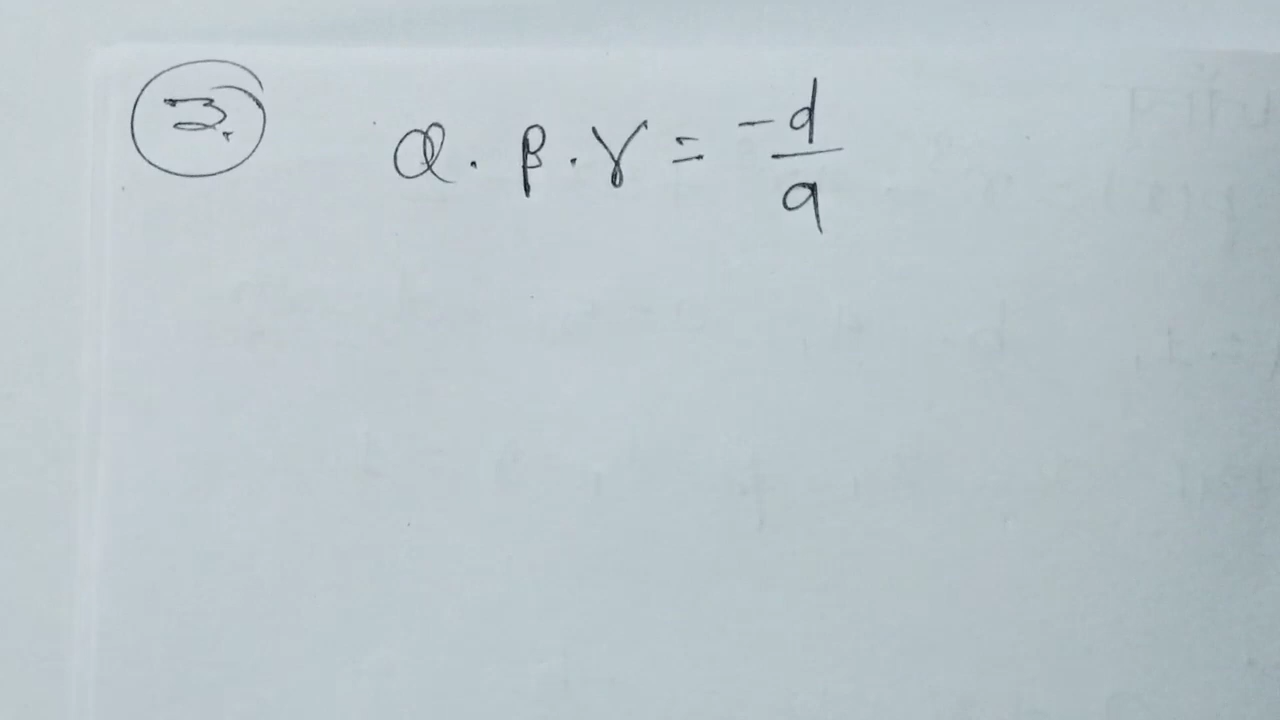 3. α . β . γ = -d/a